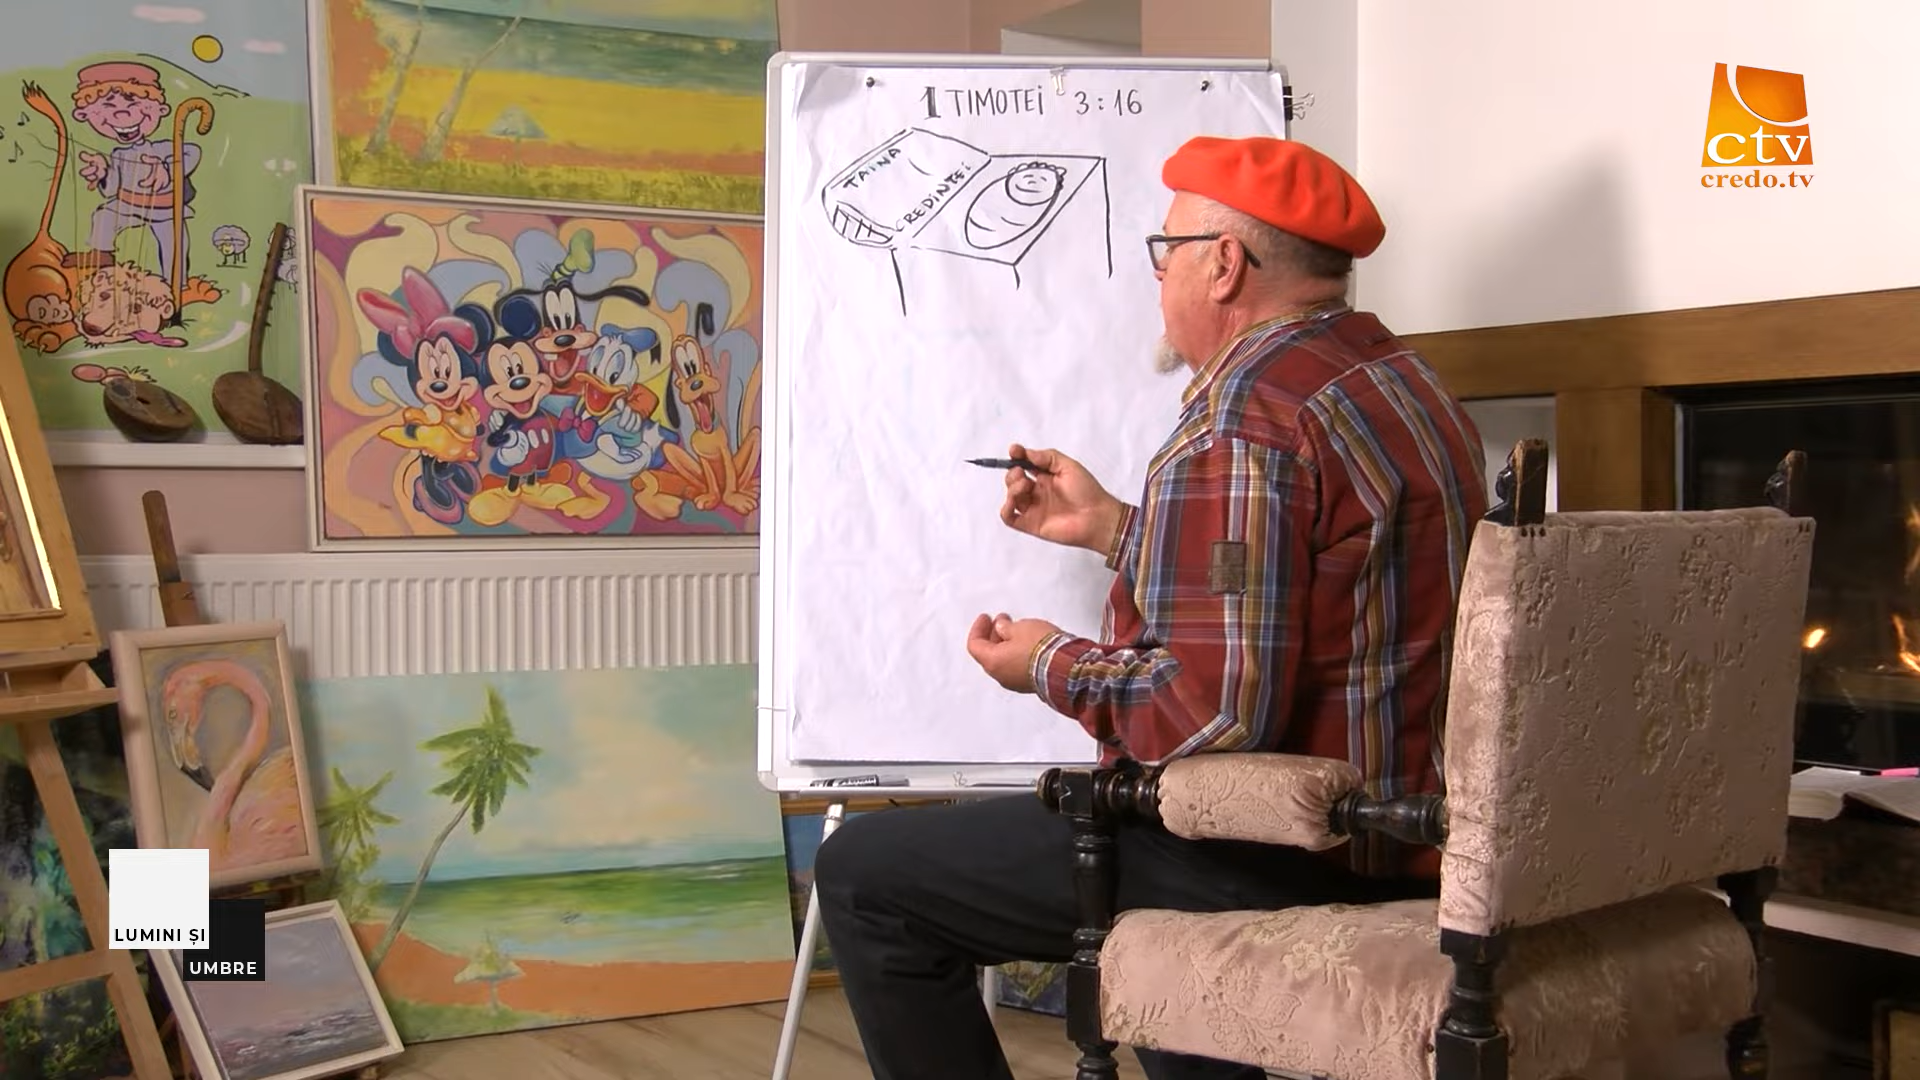 1 TIMOTEi 3:16
TAiNA
CREDiNȚEi
ctv
credo.tv
LUMINI ȘI
UMBRE